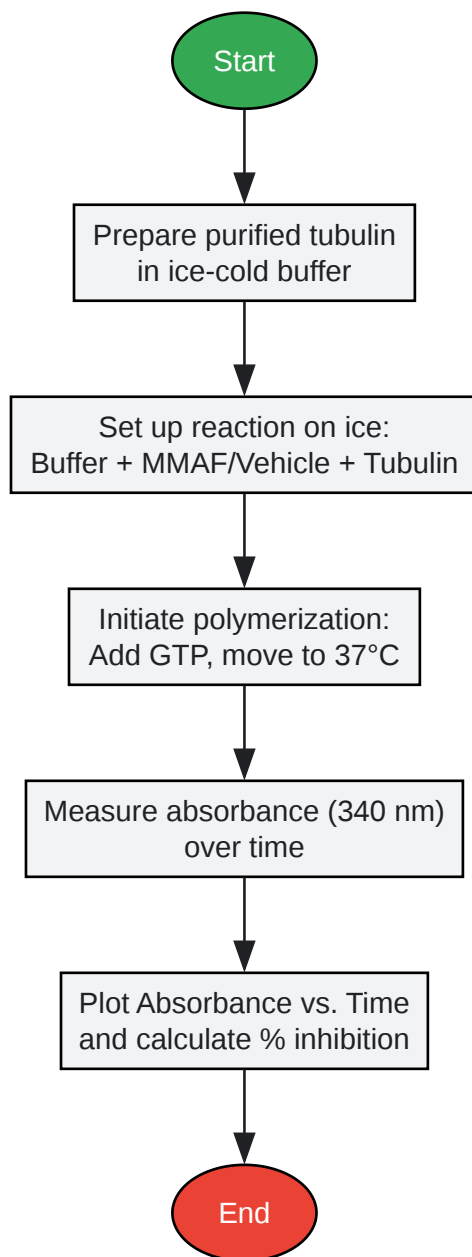 Start
Prepare purified tubulin
in ice-cold buffer
Set up reaction on ice:
Buffer + MMAF/Vehicle + Tubulin
Initiate polymerization:
Add GTP, move to 37°C
Measure absorbance (340 nm)
over time
Plot Absorbance vs. Time
and calculate % inhibition
End